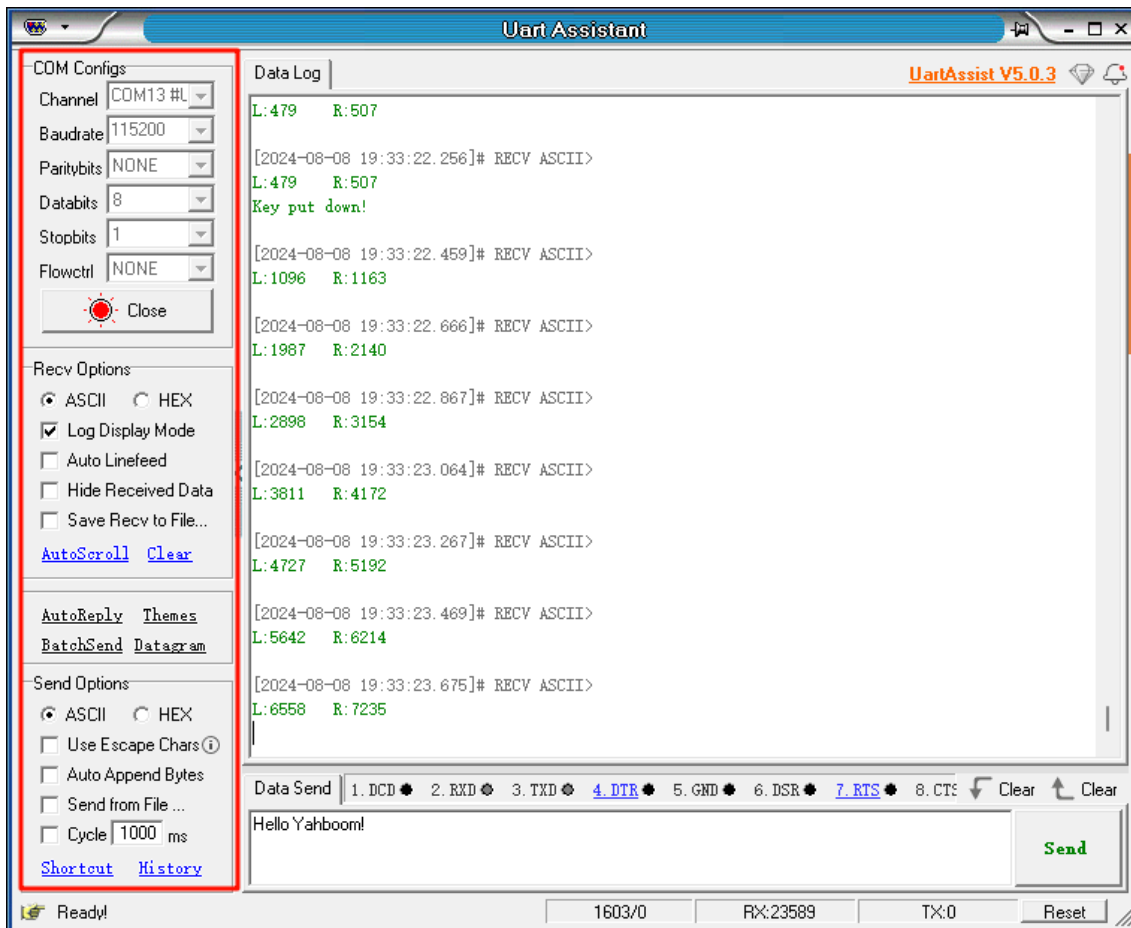 Uart Assistant
COM Configs
Channel COM13 #U
Baudrate 115200
Paritybits NONE
Databits 8
Stopbits 1
Flowctrl NONE
Close
Recv Options
ASCII HEX
Log Display Mode
Auto Linefeed
Hide Received Data
Save Recv to File...
AutoScroll Clear
AutoReply Themes
BatchSend Datagram
Send Options
ASCII HEX
Use Escape Chars
Auto Append Bytes
Send from File ...
Cycle 1000 ms
Shortcut History
Data Log UartAssist V5.0.3
L:479 R:507
[2024-08-08 19:33:22.256]# RECV ASCII>
L:479 R:507
Key put down!
[2024-08-08 19:33:22.459]# RECV ASCII>
L:1096 R:1163
[2024-08-08 19:33:22.666]# RECV ASCII>
L:1987 R:2140
[2024-08-08 19:33:22.867]# RECV ASCII>
L:2898 R:3154
[2024-08-08 19:33:23.064]# RECV ASCII>
L:3811 R:4172
[2024-08-08 19:33:23.267]# RECV ASCII>
L:4727 R:5192
[2024-08-08 19:33:23.469]# RECV ASCII>
L:5642 R:6214
[2024-08-08 19:33:23.675]# RECV ASCII>
L:6558 R:7235
Data Send 1. DCD 2. RXD 3. TXD 4. DTR 5. GND 6. DSR 7. RTS 8. CTS Clear Clear
Hello Yahboom!
Send
Ready! 1603/0 RX:23589 TX:0 Reset